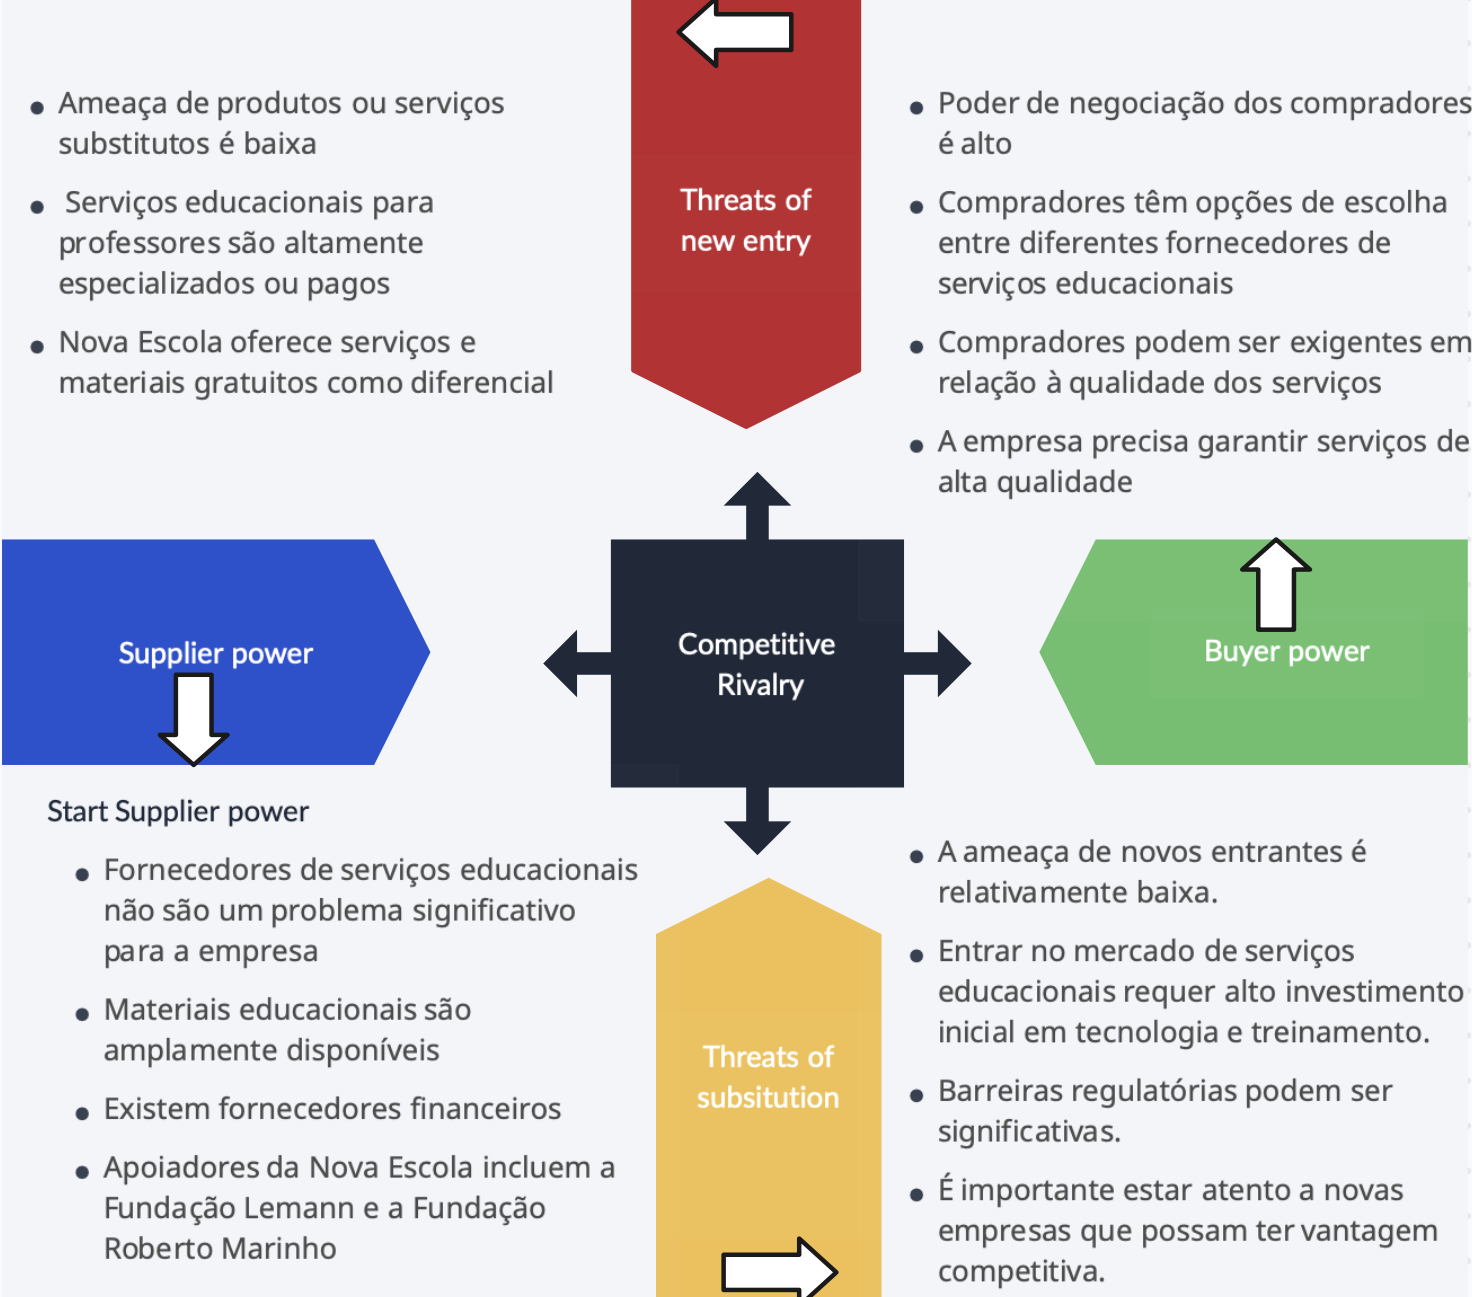 Ameaça de produtos ou serviços
substitutos é baixa
Serviços educacionais para
professores são altamente
especializados ou pagos
Nova Escola oferece serviços e
materiais gratuitos como diferencial
Threats of
new entry
Poder de negociação dos compradores
é alto
Compradores têm opções de escolha
entre diferentes fornecedores de
serviços educacionais
Compradores podem ser exigentes em
relação à qualidade dos serviços
A empresa precisa garantir serviços de
alta qualidade
Supplier power
Competitive
Rivalry
Buyer power
Start Supplier power
Fornecedores de serviços educacionais
não são um problema significativo
para a empresa
Materiais educacionais são
amplamente disponíveis
Existem fornecedores financeiros
Apoiadores da Nova Escola incluem a
Fundação Lemann e a Fundação
Roberto Marinho
Threats of
subsitution
A ameaça de novos entrantes é
relativamente baixa.
Entrar no mercado de serviços
educacionais requer alto investimento
inicial em tecnologia e treinamento.
Barreiras regulatórias podem ser
significativas.
É importante estar atento a novas
empresas que possam ter vantagem
competitiva.